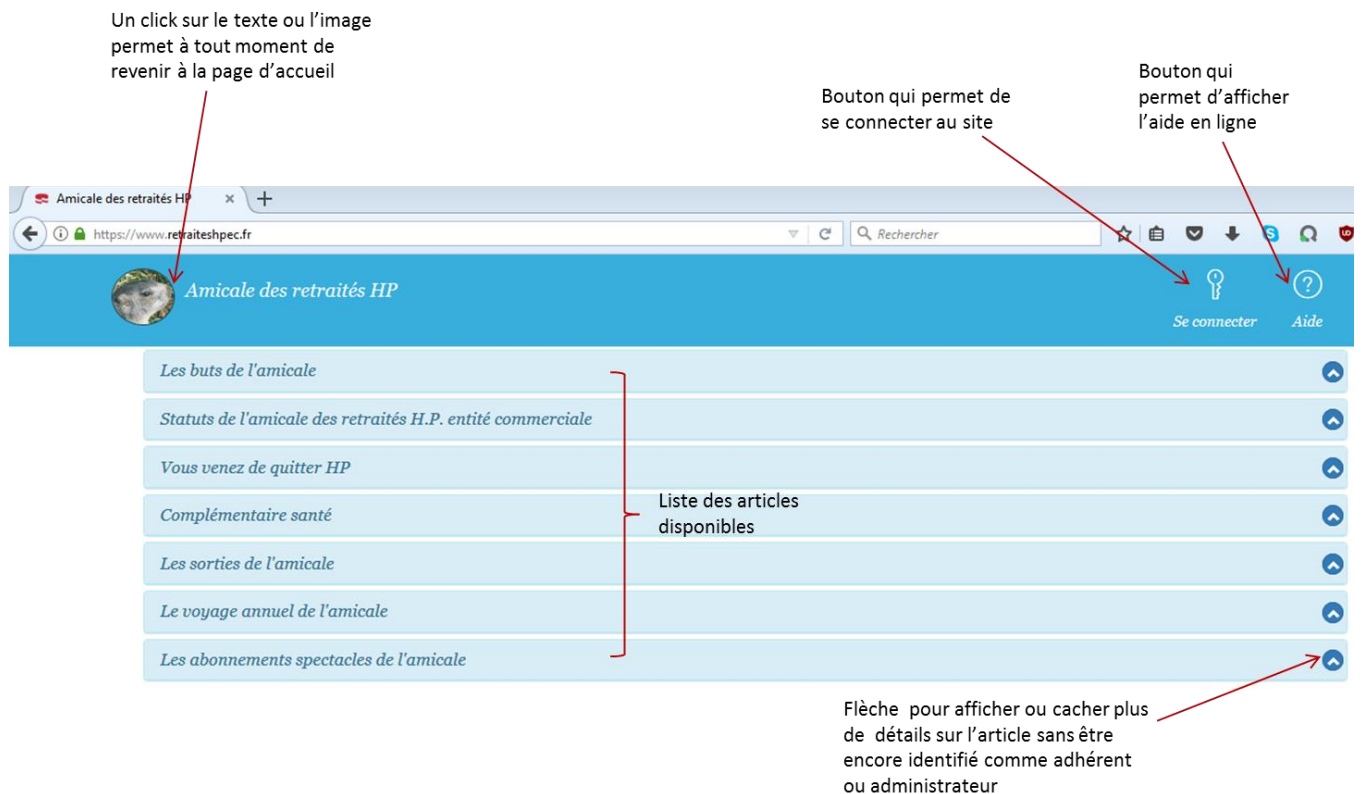 Un click sur le texte ou l’image
permet à tout moment de
revenir à la page d’accueil
Bouton qui permet de
se connecter au site
Bouton qui
permet d’afficher
l’aide en ligne
Amicale des retraités HP
https://www.retraiteshpec.fr
Rechercher
Amicale des retraités HP
Se connecter
Aide
Les buts de l'amicale
Statuts de l'amicale des retraités H.P. entité commerciale
Vous venez de quitter HP
Complémentaire santé
Les sorties de l'amicale
Le voyage annuel de l'amicale
Les abonnements spectacles de l'amicale
Liste des articles
disponibles
Flèche pour afficher ou cacher plus
de détails sur l’article sans être
encore identifié comme adhérent
ou administrateur